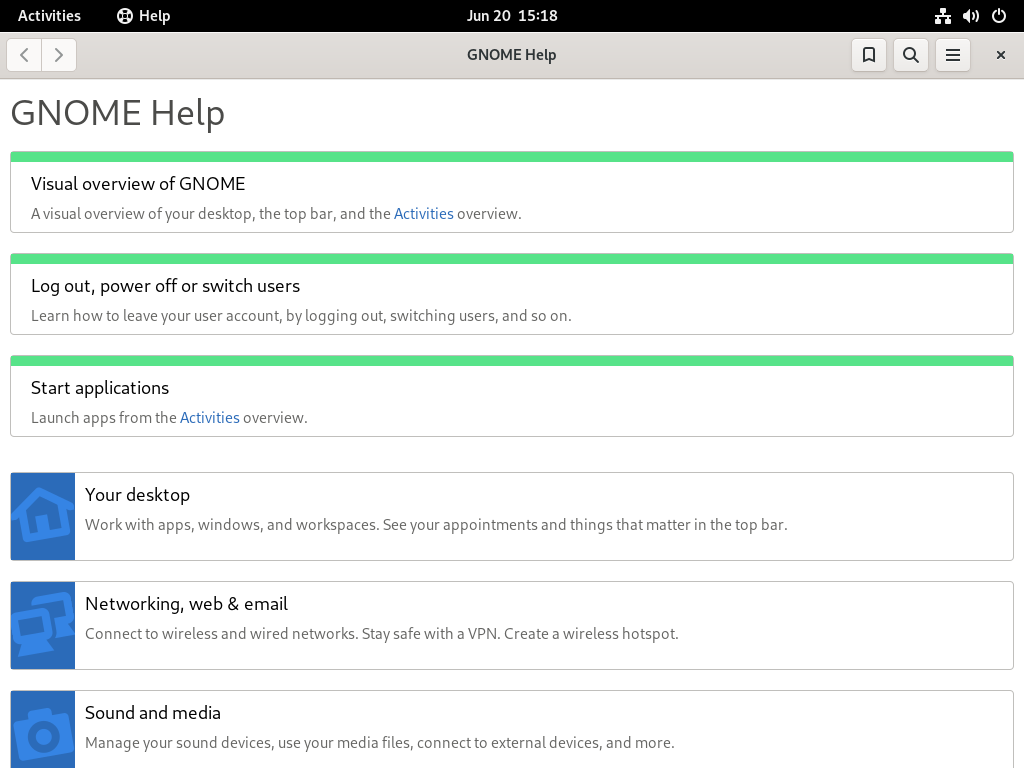 Activities Help Jun 20 15:18
GNOME Help
GNOME Help
Visual overview of GNOME
A visual overview of your desktop, the top bar, and the Activities overview.
Log out, power off or switch users
Learn how to leave your user account, by logging out, switching users, and so on.
Start applications
Launch apps from the Activities overview.
Your desktop
Work with apps, windows, and workspaces. See your appointments and things that matter in the top bar.
Networking, web & email
Connect to wireless and wired networks. Stay safe with a VPN. Create a wireless hotspot.
Sound and media
Manage your sound devices, use your media files, connect to external devices, and more.